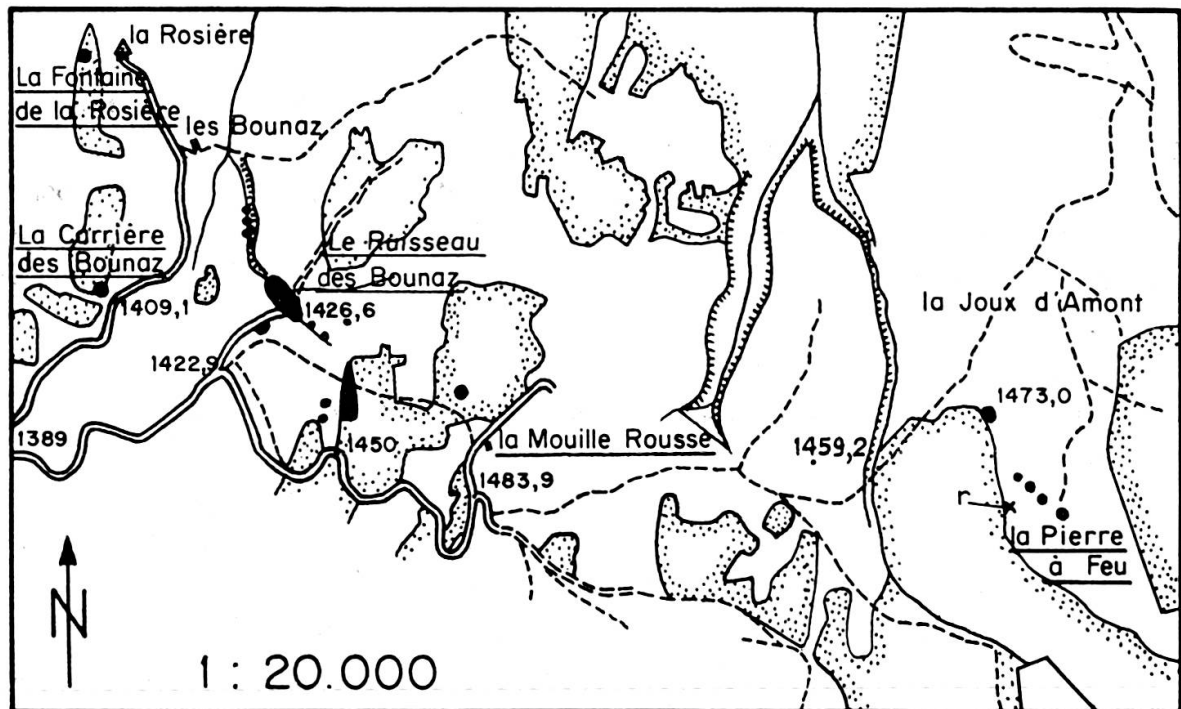 la Rosière
La Fontaine
de la Rosière
les Bounaz
La Carrière
des Bounaz
Le Ruisseau
des Bounaz
1409,1
1426,6
la Joux d'Amont
1422,9
1473,0
1389
1450
la Mouille Rousse
1459,2
1483,9
r
la Pierre
à Feu
N
1 : 20.000